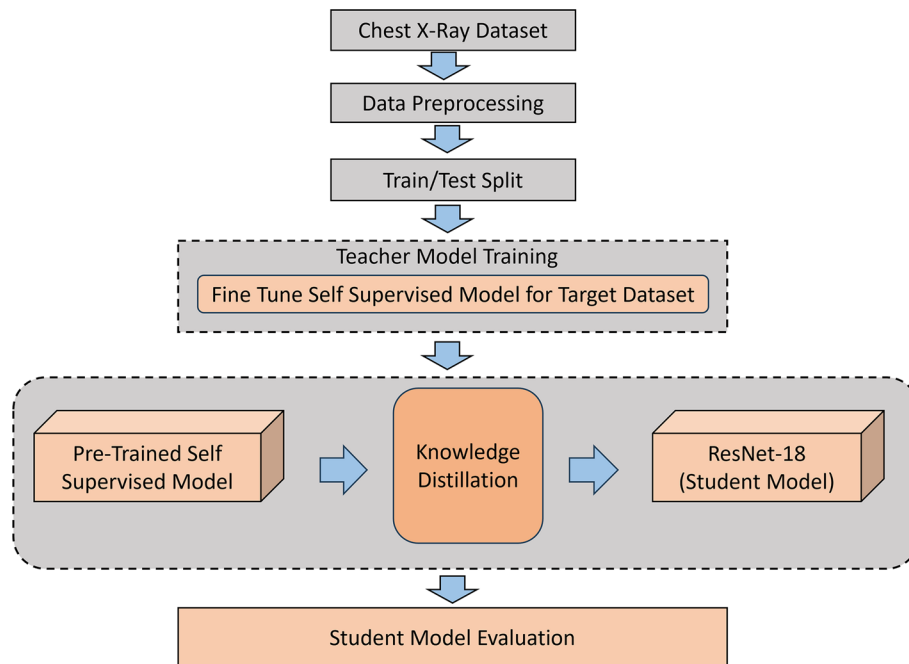 Chest X-Ray Dataset
Data Preprocessing
Train/Test Split
Teacher Model Training
Fine Tune Self Supervised Model for Target Dataset
Pre-Trained Self
Supervised Model
Knowledge
Distillation
ResNet-18
(Student Model)
Student Model Evaluation